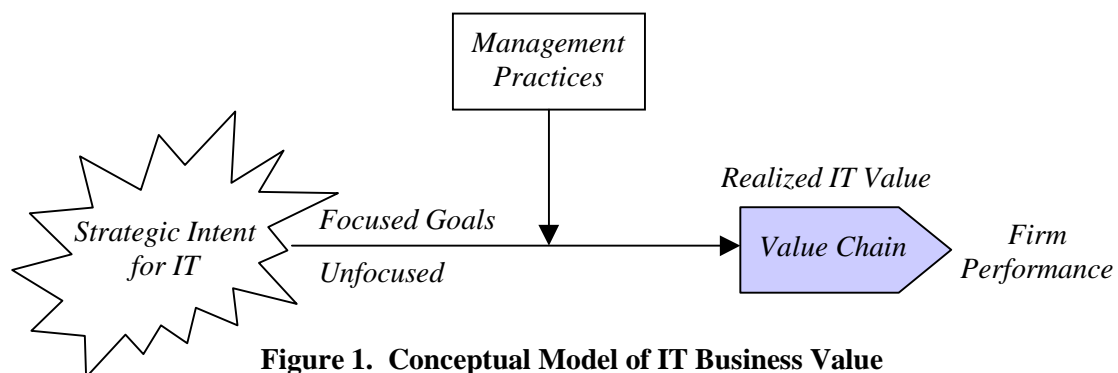 Management
Practices
Realized IT Value
Strategic Intent
for IT
Focused Goals
Unfocused
Value Chain
Firm
Performance
Figure 1. Conceptual Model of IT Business Value